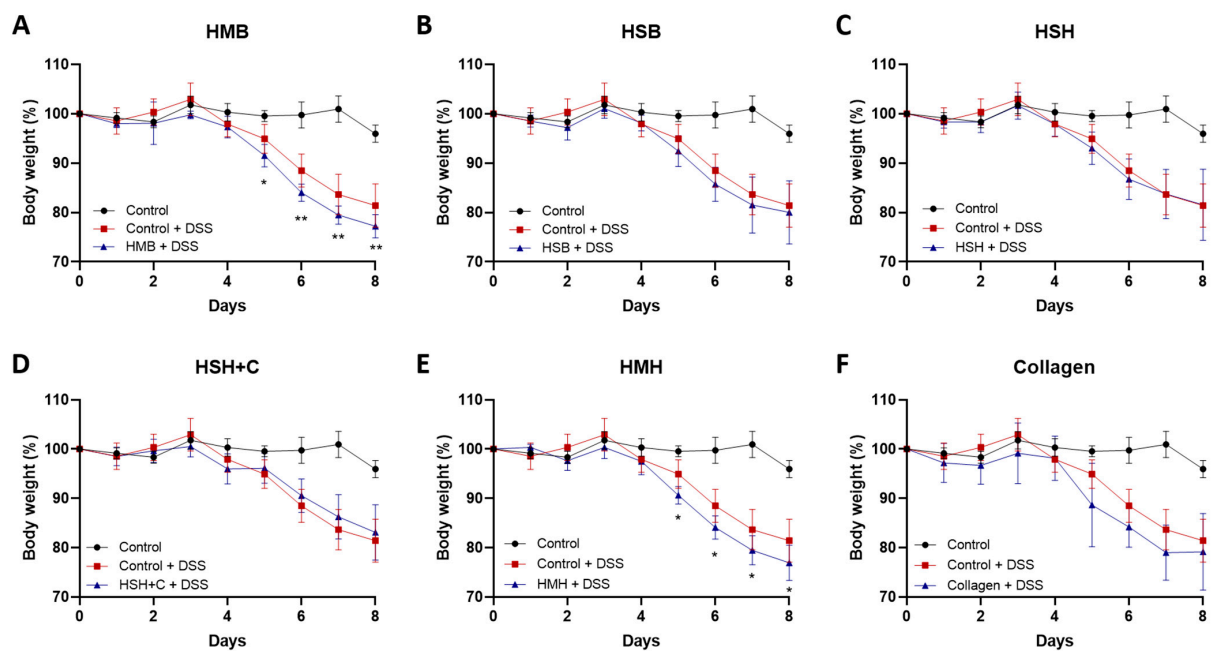 A
HMB
Body weight (%)
110
100
90
80
70
Control
Control + DSS
HMB + DSS
*
**
**
**
0
2
4
6
8
Days
B
HSB
Body weight (%)
110
100
90
80
70
Control
Control + DSS
HSB + DSS
0
2
4
6
8
Days
C
HSH
Body weight (%)
110
100
90
80
70
Control
Control + DSS
HSH + DSS
0
2
4
6
8
Days
D
HSH+C
Body weight (%)
110
100
90
80
70
Control
Control + DSS
HSH+C + DSS
0
2
4
6
8
Days
E
HMH
Body weight (%)
110
100
90
80
70
Control
Control + DSS
HMH + DSS
*
*
*
*
0
2
4
6
8
Days
F
Collagen
Body weight (%)
110
100
90
80
70
Control
Control + DSS
Collagen + DSS
0
2
4
6
8
Days